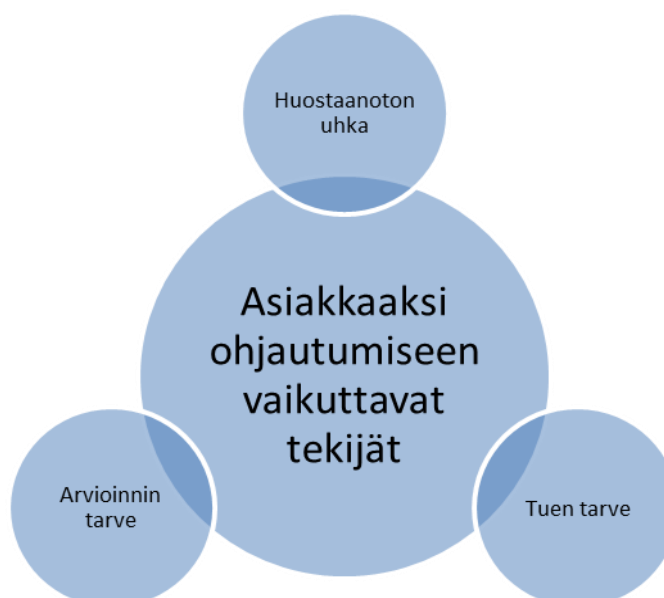 Huostaanoton
uhka
Asiakkaaksi
ohjautumiseen
vaikuttavat
tekijät
Arvioinnin
tarve
Tuen tarve